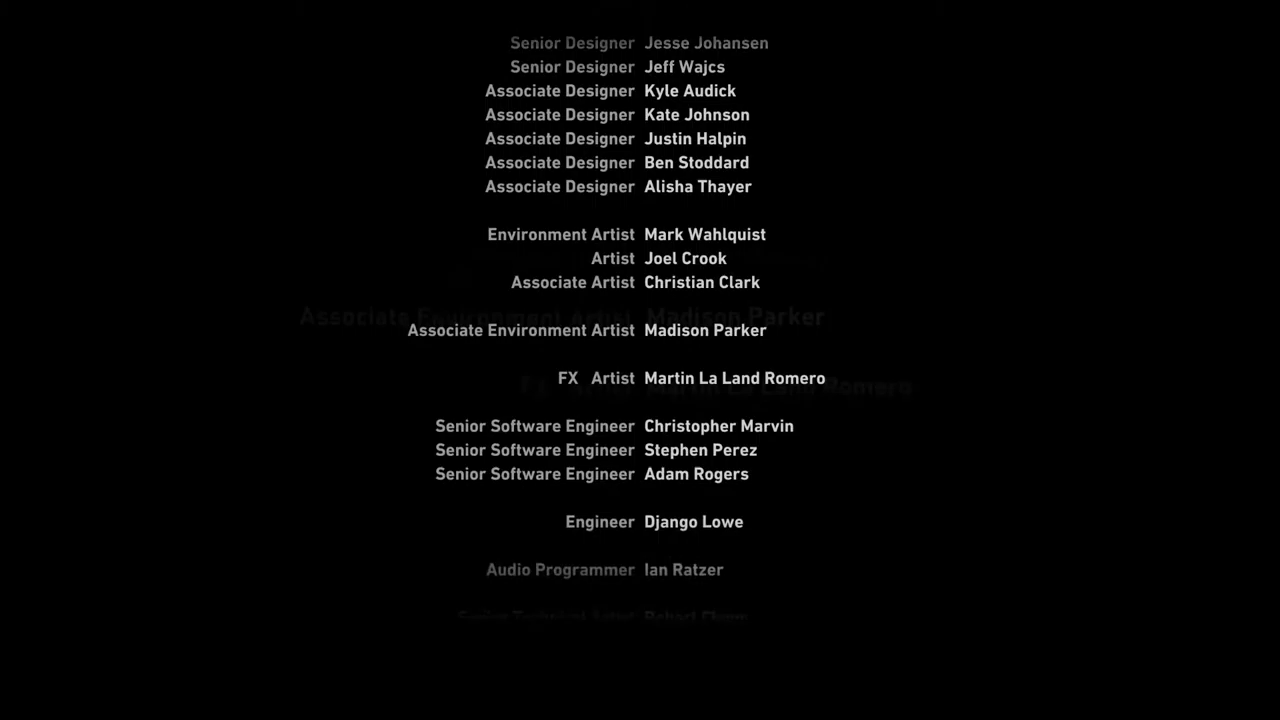 Senior Designer Jesse Johansen
Senior Designer Jeff Wajcs
Associate Designer Kyle Audick
Associate Designer Kate Johnson
Associate Designer Justin Halpin
Associate Designer Ben Stoddard
Associate Designer Alisha Thayer
Environment Artist Mark Wahlquist
Artist Joel Crook
Associate Artist Christian Clark
Associate Environment Artist Madison Parker
FX Artist Martin La Land Romero
Senior Software Engineer Christopher Marvin
Senior Software Engineer Stephen Perez
Senior Software Engineer Adam Rogers
Engineer Django Lowe
Audio Programmer Ian Ratzer